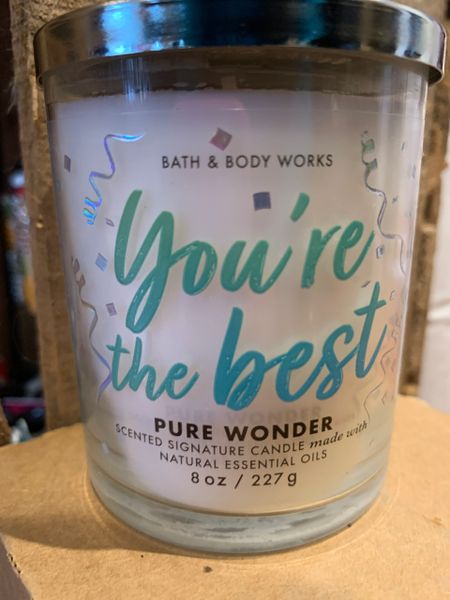 BATH & BODY WORKS
You're
the best
PURE WONDER
SCENTED SIGNATURE CANDLE made with
NATURAL ESSENTIAL OILS
8 oz / 227 g